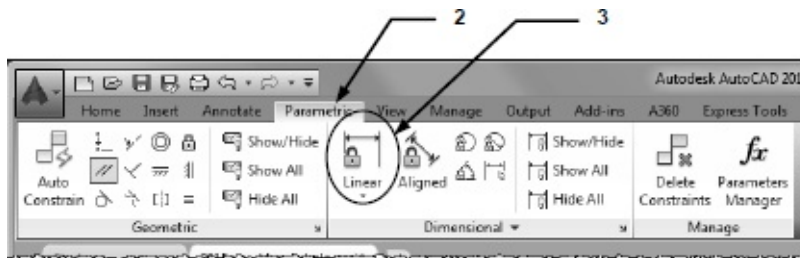 2 3
Autodesk AutoCAD 201
Home Insert Annotate Parametric View Manage Output Add-ins A360 Express Tools
Show/Hide Show/Hide
Auto Constrain Show All Linear Aligned Show All Delete Constraints fx Parameters Manager
Hide All Hide All
Geometric Dimensional Manage